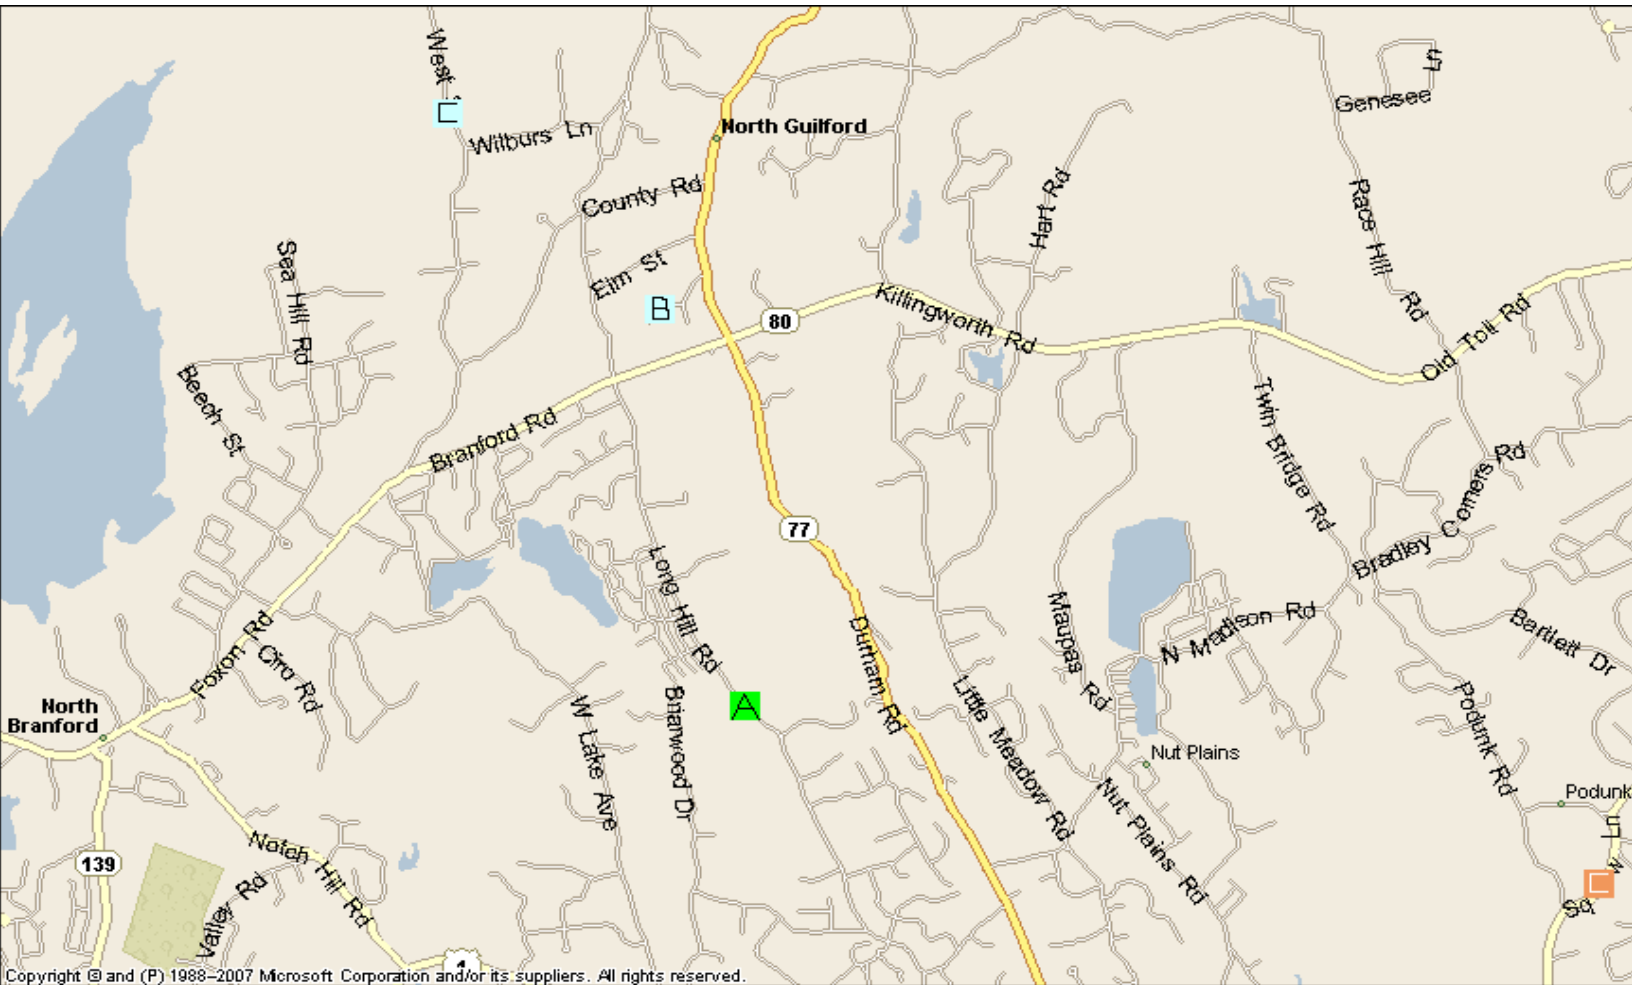 West S
C
Wilburs Ln
North Guilford
Genesee
County Rd
Hart Rd
Race Hill Rd
Sea Hill Rd
Elm St
B
80
Killingworth Rd
Old Toll Rd
Beech St
Branford Rd
Twin Bridge Rd
Bradley Corners Rd
77
Long Hill Rd
Maupas Rd
N Madison Rd
Bartlett Dr
Foxon Rd
Ciro Rd
Durham Rd
North
Branford
A
W Lake Ave
Briarwood Dr
Little Meadow Rd
Podunk Rd
Nut Plains
Nut Plains Rd
Podunk
139
Notch Hill Rd
Valley Rd
C
Sq
1
Copyright © and (P) 1988–2007 Microsoft Corporation and/or its suppliers. All rights reserved.